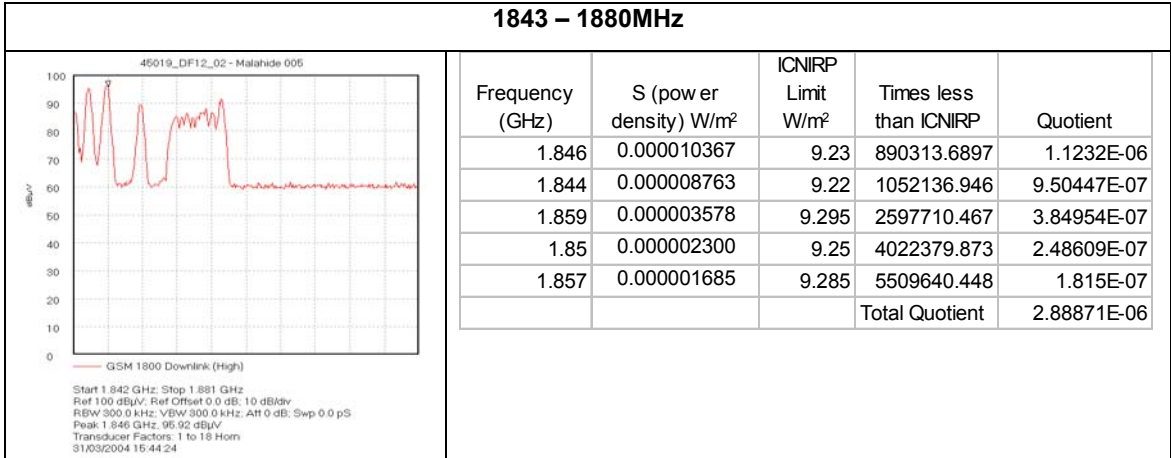 1843 – 1880MHz
45019_DF12_02 - Malahide 005
100
90
80
70
60
50
40
30
20
10
0
dBµV
GSM 1800 Downlink (High)
Start 1.842 GHz; Stop 1.881 GHz
Ref 100 dBµV; Ref Offset 0.0 dB; 10 dB/div
RBW 300.0 kHz; VBW 300.0 kHz; Att 0 dB; Swp 0.0 pS
Peak 1.846 GHz, 95.92 dBµV
Transducer Factors: 1 to 18 Horn
31/03/2004 15:44:24
Frequency (GHz) S (power density) W/m² ICNIRP Limit W/m² Times less than ICNIRP Quotient
1.846 0.000010367 9.23 890313.6897 1.1232E-06
1.844 0.000008763 9.22 1052136.946 9.50447E-07
1.859 0.000003578 9.295 2597710.467 3.84954E-07
1.85 0.000002300 9.25 4022379.873 2.48609E-07
1.857 0.000001685 9.285 5509640.448 1.815E-07
Total Quotient 2.88871E-06